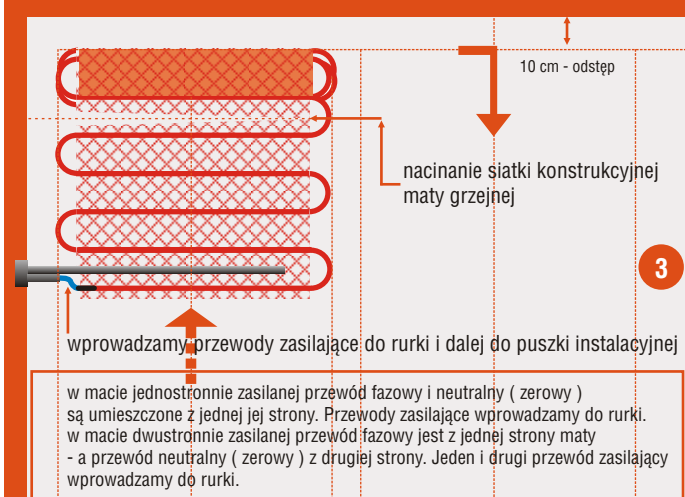 10 cm - odstęp
nacinanie siatki konstrukcyjnej
maty grzejnej
3
wprowadzamy przewody zasilające do rurki i dalej do puszki instalacyjnej
w macie jednostronnie zasilanej przewód fazowy i neutralny ( zerowy )
są umieszczone z jednej jej strony. Przewody zasilające wprowadzamy do rurki.
w macie dwustronnie zasilanej przewód fazowy jest z jednej strony maty
- a przewód neutralny ( zerowy ) z drugiej strony. Jeden i drugi przewód zasilający
wprowadzamy do rurki.